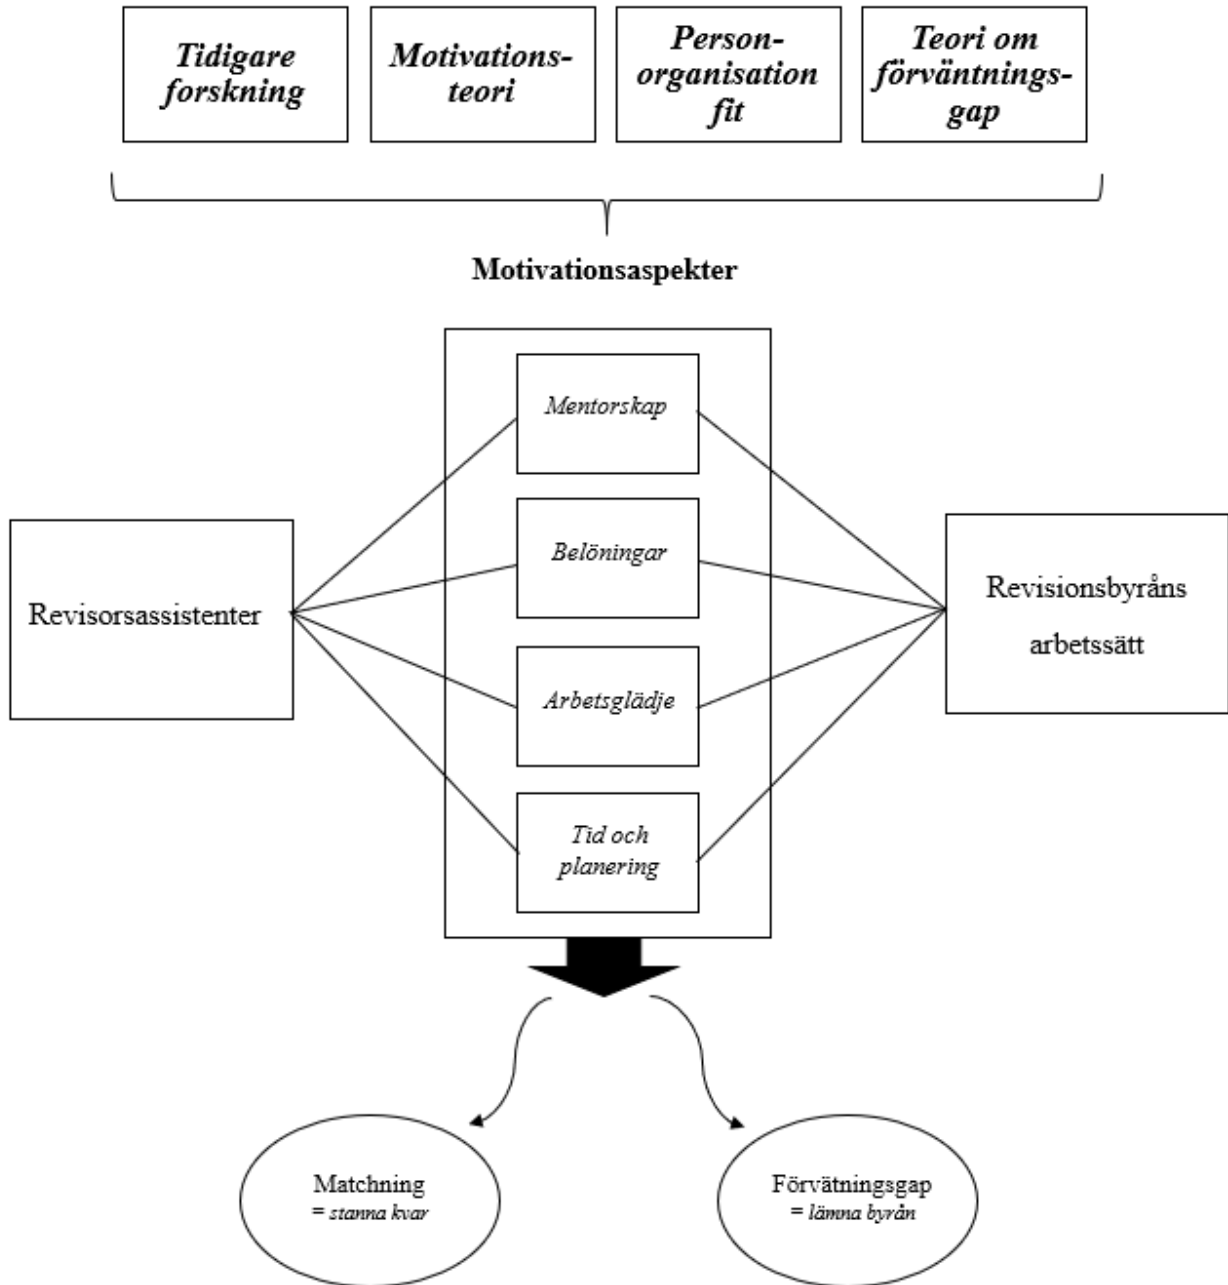 Tidigare
forskning
Motivations-
teori
Person-
organisation
fit
Teori om
förväntnings-
gap
Motivationsaspekter
Mentorskap
Belöningar
Arbetsglädje
Tid och
planering
Revisorsassistenter
Revisionsbyråns
arbetssätt
Matchning
= stanna kvar
Förvätningsgap
= lämna byrån